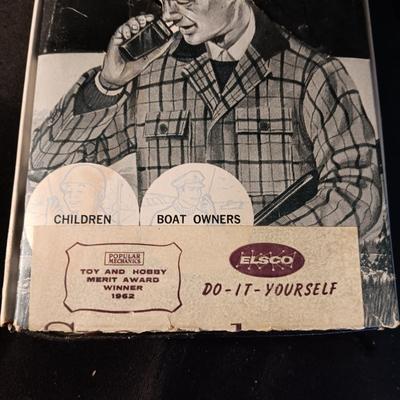 CHILDREN
BOAT OWNERS
POPULAR
MECHANICS
TOY AND HOBBY
MERIT AWARD
WINNER
1962
ELSCO
DO-IT-YOURSELF